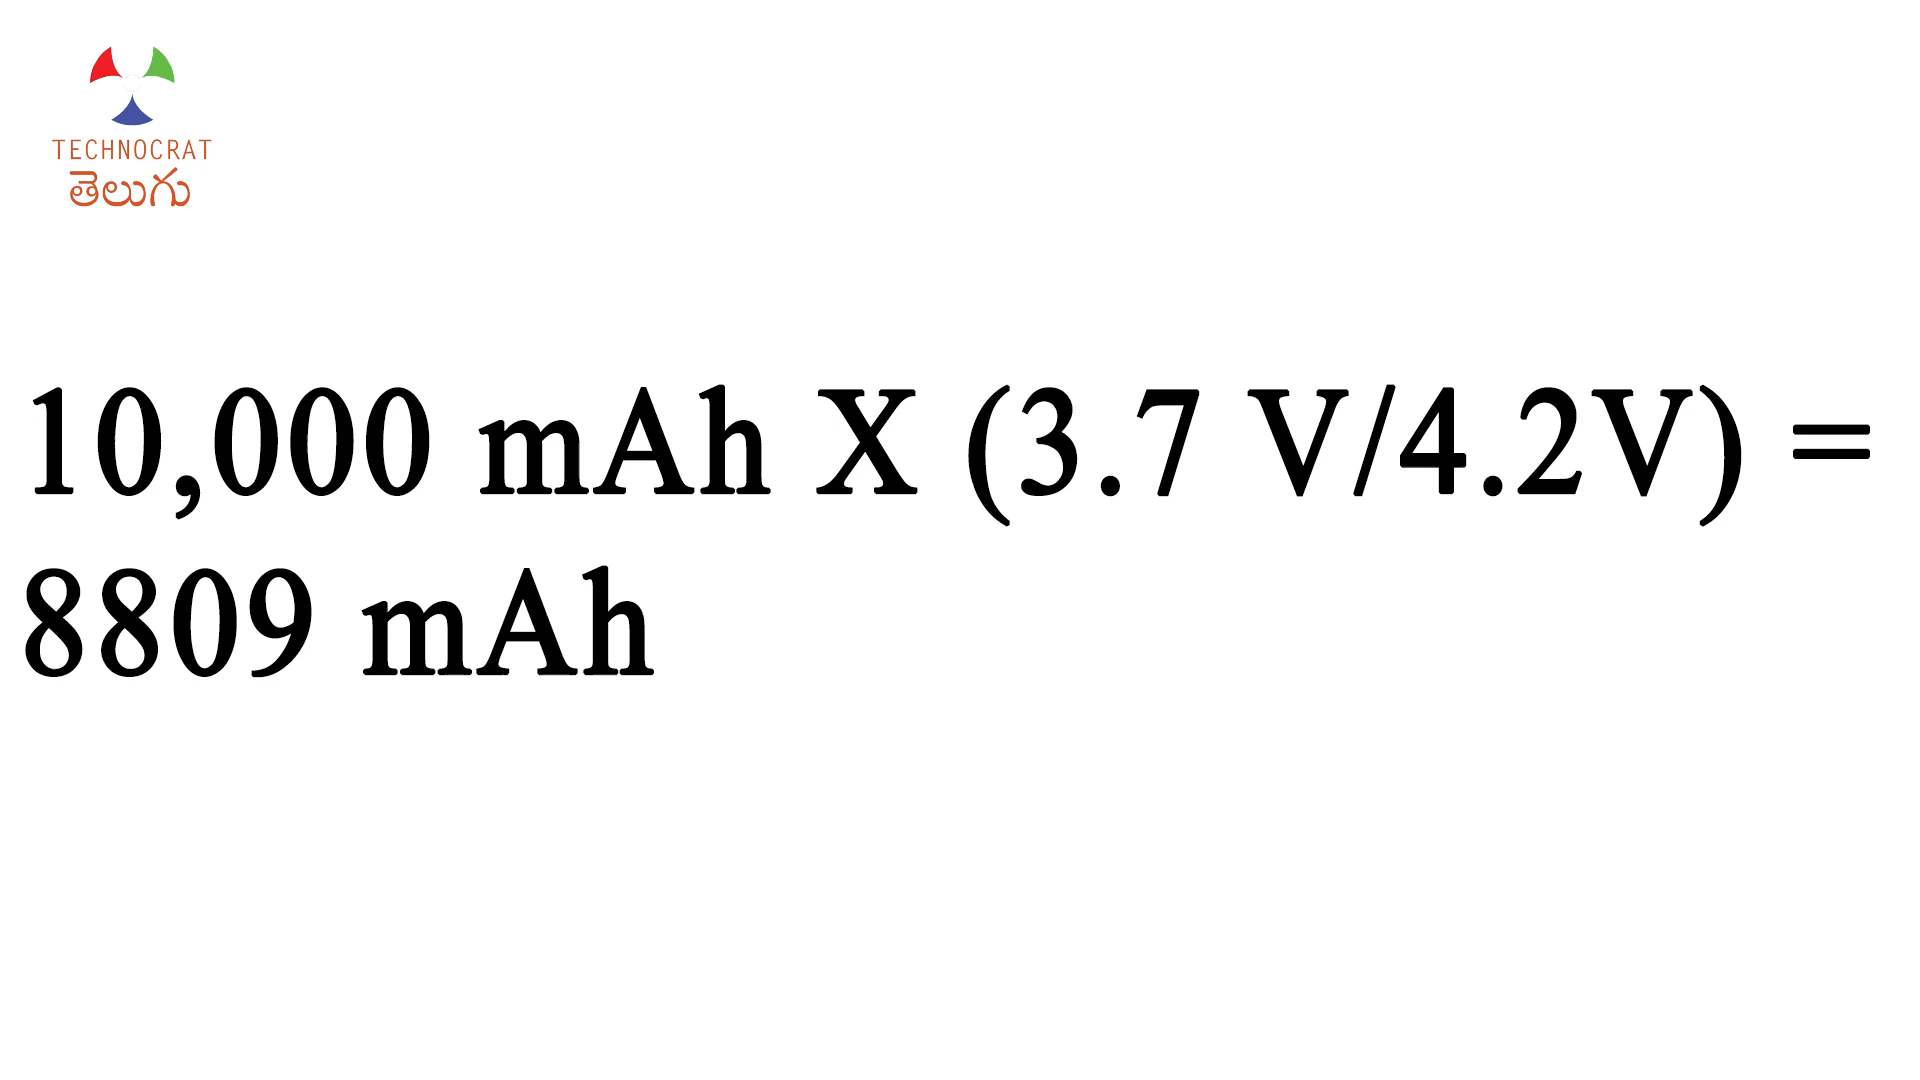 TECHNOCRAT
తెలుగు
10,000 mAh X (3.7 V/4.2V) =
8809 mAh